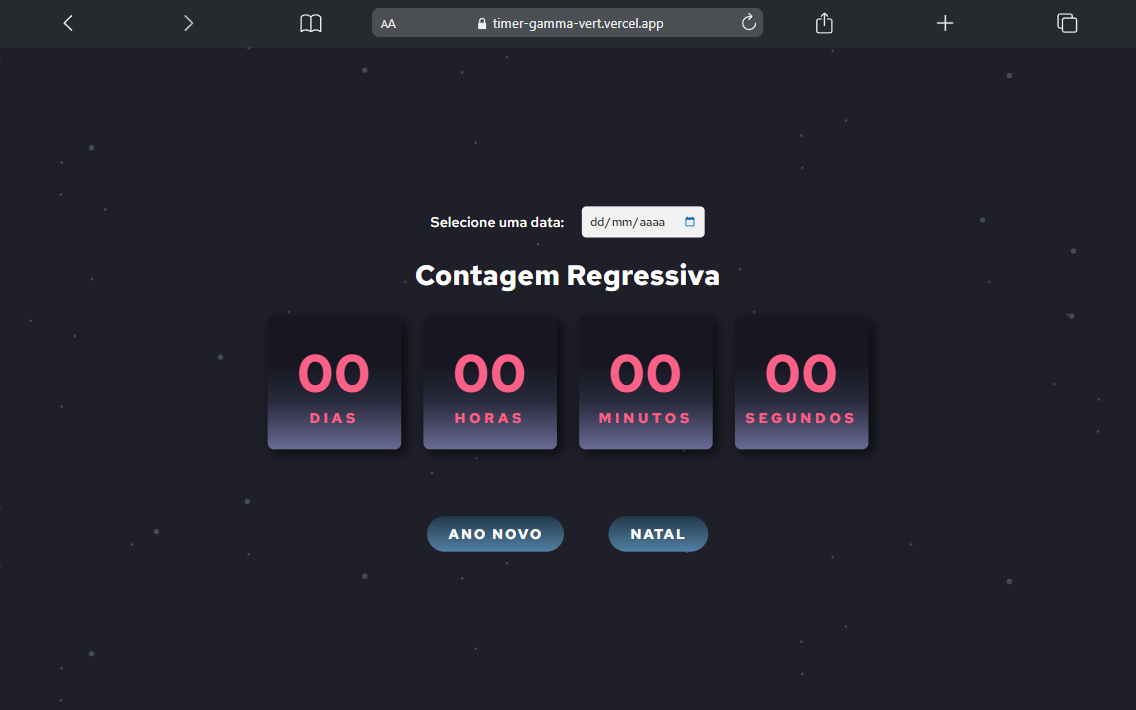 AA timer-gamma-vert.vercel.app
Selecione uma data: dd/mm/aaaa
Contagem Regressiva
00 00 00 00
DIAS HORAS MINUTOS SEGUNDOS
ANO NOVO NATAL